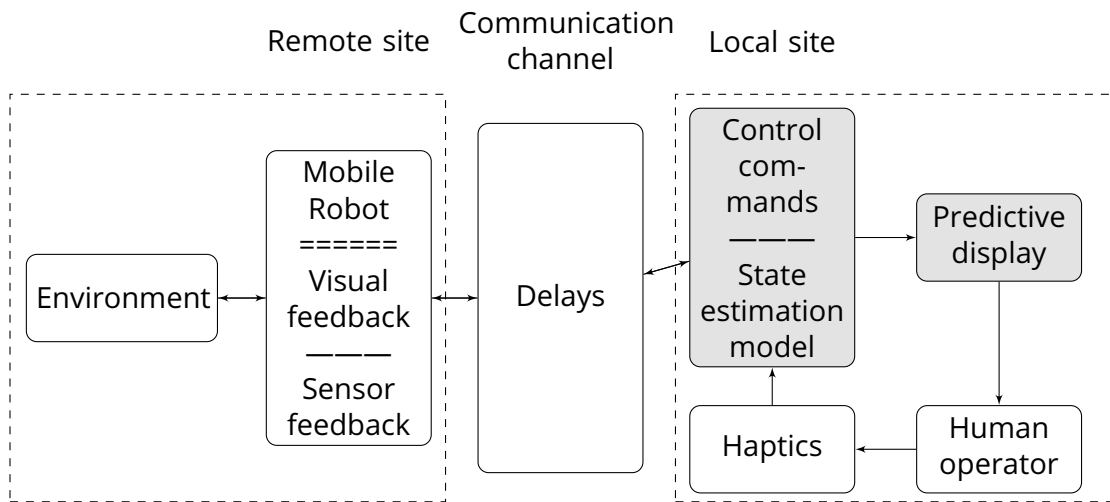 Remote site
Communication
channel
Local site
Environment
Mobile
Robot
======
Visual
feedback
———
Sensor
feedback
Delays
Control
com-
mands
———
State
estimation
model
Predictive
display
Haptics
Human
operator